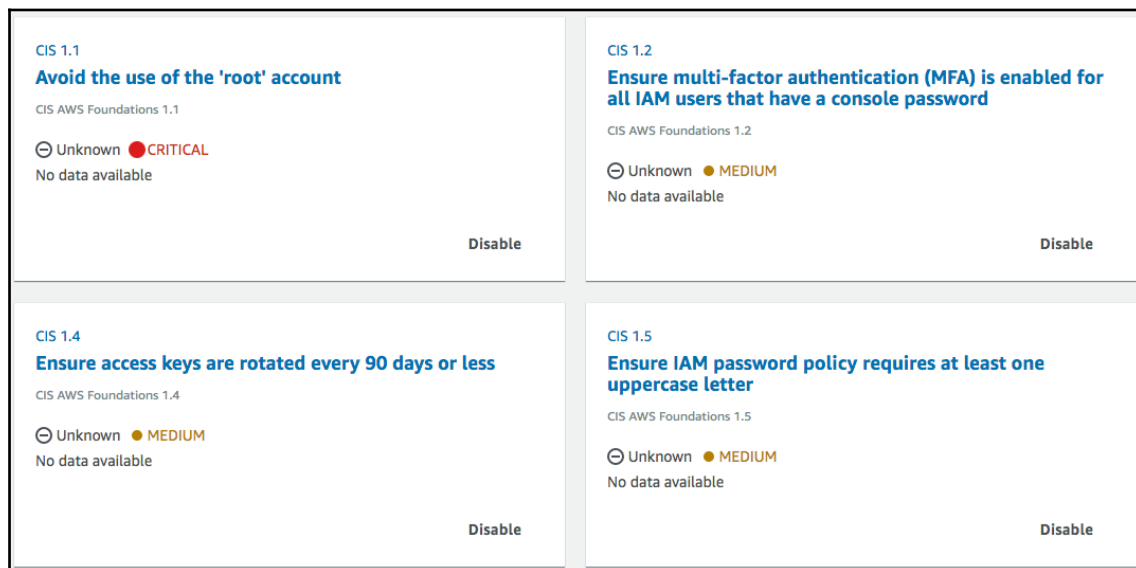 CIS 1.1
Avoid the use of the 'root' account
CIS AWS Foundations 1.1
Unknown CRITICAL
No data available
Disable
CIS 1.2
Ensure multi-factor authentication (MFA) is enabled for
all IAM users that have a console password
CIS AWS Foundations 1.2
Unknown MEDIUM
No data available
Disable
CIS 1.4
Ensure access keys are rotated every 90 days or less
CIS AWS Foundations 1.4
Unknown MEDIUM
No data available
Disable
CIS 1.5
Ensure IAM password policy requires at least one
uppercase letter
CIS AWS Foundations 1.5
Unknown MEDIUM
No data available
Disable